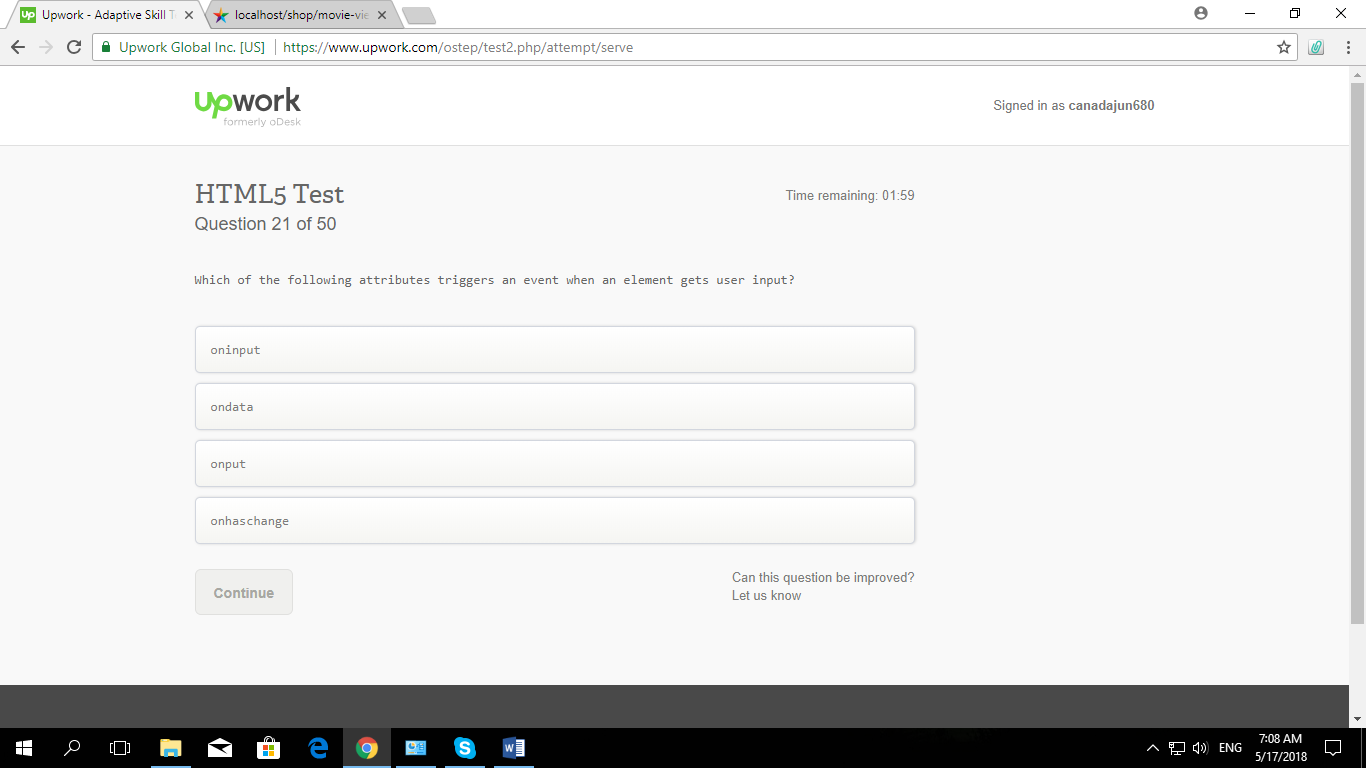 Upwork - Adaptive Skill T
localhost/shop/movie-vie
Upwork Global Inc. [US]
https://www.upwork.com/ostep/test2.php/attempt/serve
upwork
formerly oDesk
Signed in as canadajun680
HTML5 Test
Time remaining: 01:59
Question 21 of 50
Which of the following attributes triggers an event when an element gets user input?
oninput
ondata
onput
onhaschange
Continue
Can this question be improved?
Let us know
ENG
7:08 AM
5/17/2018